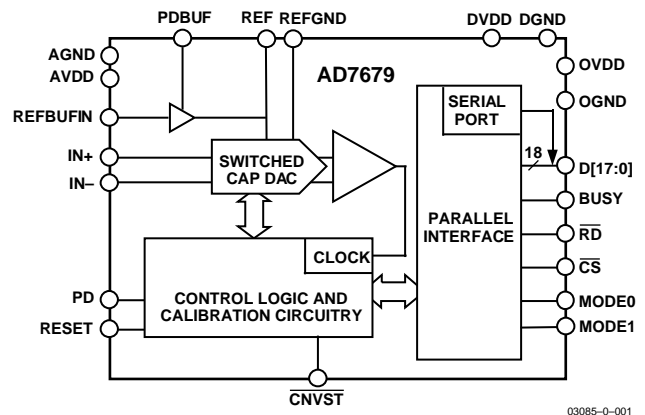 PDBUF REF REFGND DVDD DGND
AGND
AVDD
AD7679
OVDD
OGND
REFBUFIN
SERIAL
PORT
IN+
IN–
SWITCHED
CAP DAC
18
D[17:0]
BUSY
PARALLEL
INTERFACE
RD
CS
CLOCK
PD
RESET
CONTROL LOGIC AND
CALIBRATION CIRCUITRY
MODE0
MODE1
CNVST
03085–0–001